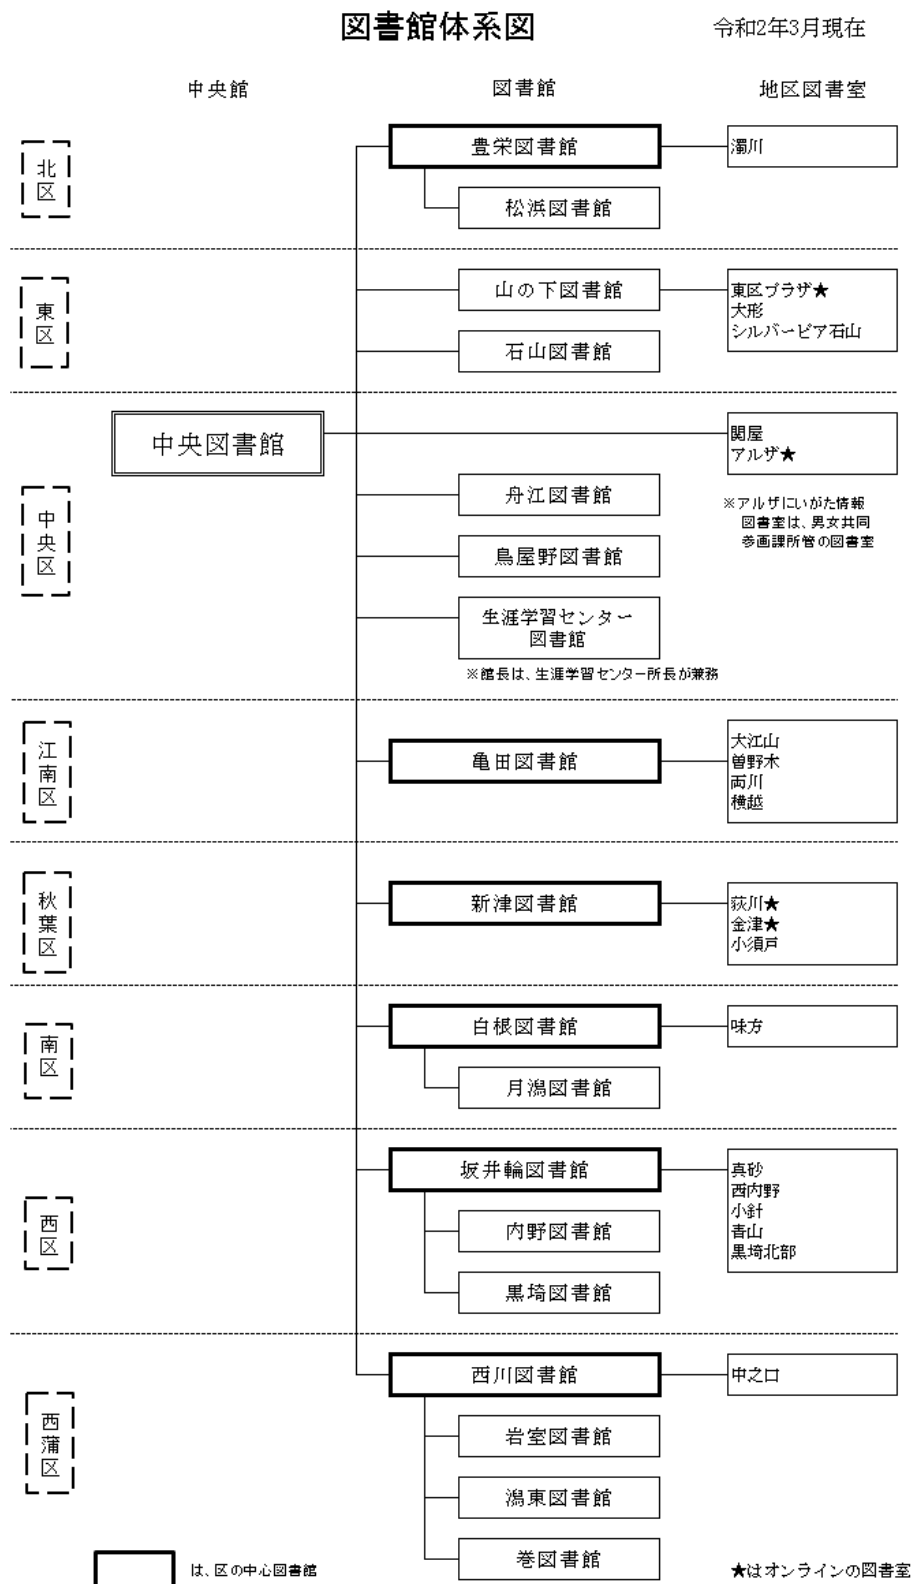 図書館体系図
令和2年3月現在
中央館
図書館
地区図書室
北区
豊栄図書館
濁川
松浜図書館
東区
山の下図書館
東区プラザ★
大形
シルバーピア石山
石山図書館
中央区
中央図書館
関屋
アルザ★
※アルザにいがた情報
図書室は、男女共同
参画課所管の図書室
舟江図書館
鳥屋野図書館
生涯学習センター
図書館
※館長は、生涯学習センター所長が兼務
江南区
亀田図書館
大江山
曽野木
両川
横越
秋葉区
新津図書館
荻川★
金津★
小須戸
南区
白根図書館
味方
月潟図書館
西区
坂井輪図書館
真砂
西内野
小針
青山
黒埼北部
内野図書館
黒埼図書館
西蒲区
西川図書館
中之口
岩室図書館
潟東図書館
巻図書館
は、区の中心図書館
★はオンラインの図書室